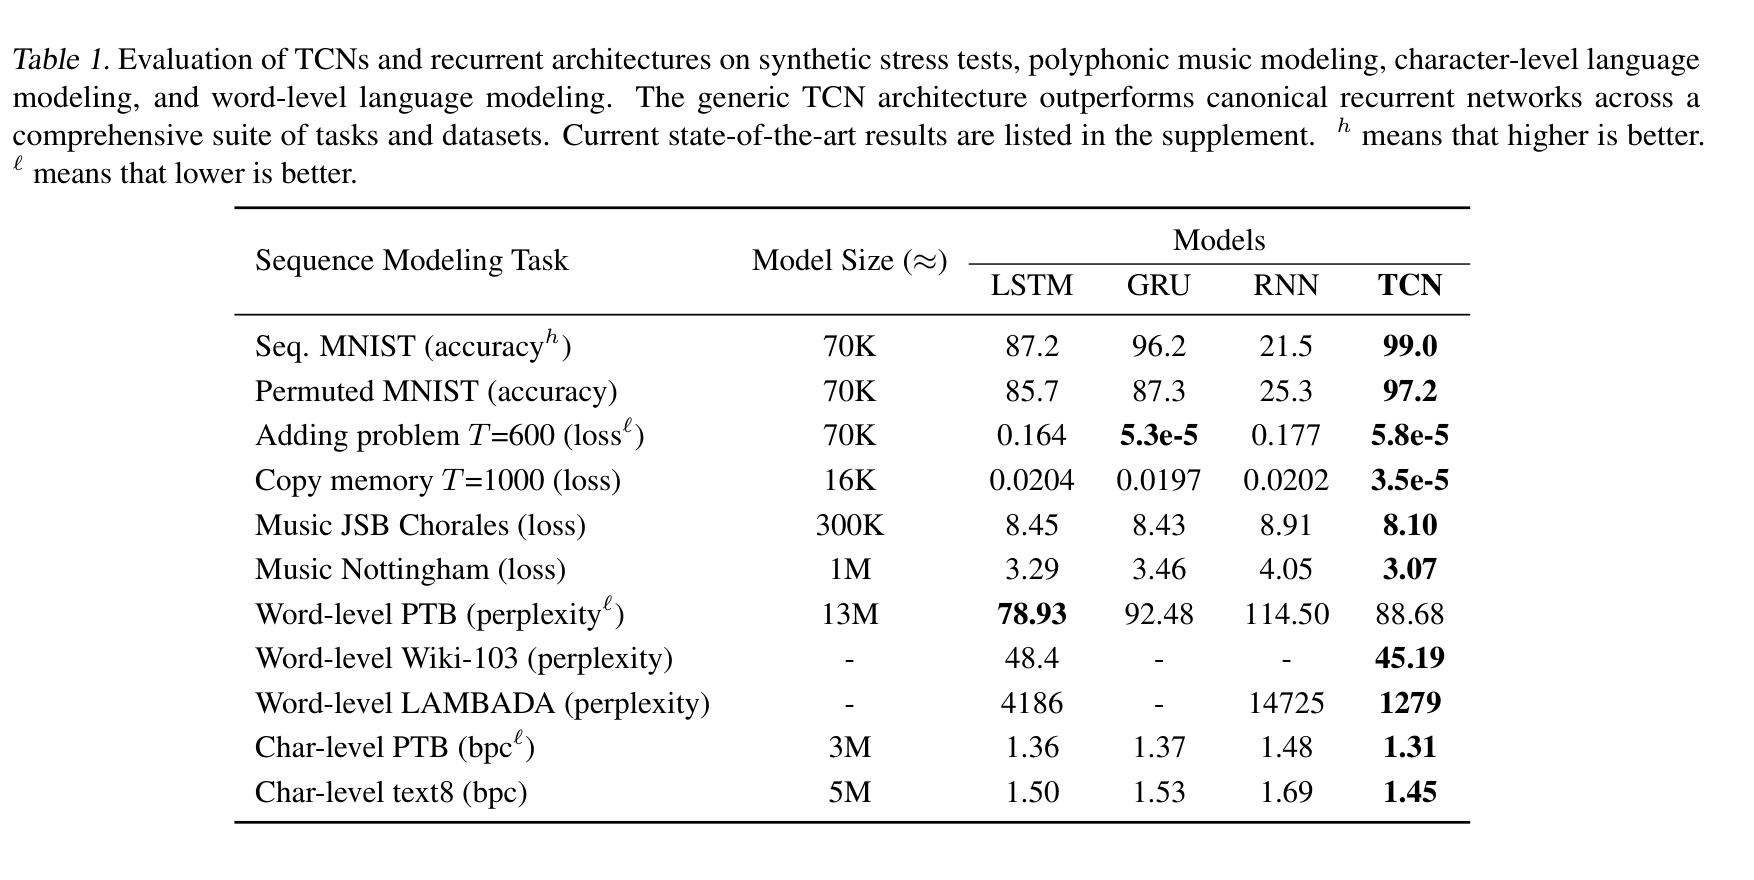 Table 1. Evaluation of TCNs and recurrent architectures on synthetic stress tests, polyphonic music modeling, character-level language
modeling, and word-level language modeling. The generic TCN architecture outperforms canonical recurrent networks across a
comprehensive suite of tasks and datasets. Current state-of-the-art results are listed in the supplement. ʰ means that higher is better.
ℓ means that lower is better.
Models
Sequence Modeling Task Model Size (≈)
LSTM GRU RNN TCN
Seq. MNIST (accuracyʰ) 70K 87.2 96.2 21.5 99.0
Permuted MNIST (accuracy) 70K 85.7 87.3 25.3 97.2
Adding problem T=600 (lossℓ) 70K 0.164 5.3e-5 0.177 5.8e-5
Copy memory T=1000 (loss) 16K 0.0204 0.0197 0.0202 3.5e-5
Music JSB Chorales (loss) 300K 8.45 8.43 8.91 8.10
Music Nottingham (loss) 1M 3.29 3.46 4.05 3.07
Word-level PTB (perplexityℓ) 13M 78.93 92.48 114.50 88.68
Word-level Wiki-103 (perplexity) - 48.4 - - 45.19
Word-level LAMBADA (perplexity) - 4186 - 14725 1279
Char-level PTB (bpcℓ) 3M 1.36 1.37 1.48 1.31
Char-level text8 (bpc) 5M 1.50 1.53 1.69 1.45